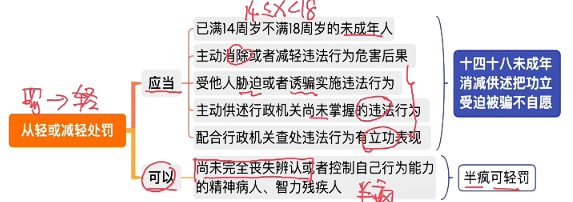 14≤X<18
已满14周岁不满18周岁的未成年人
主动消除或者减轻违法行为危害后果
应当
受他人胁迫或者诱骗实施违法行为
主动供述行政机关尚未掌握的违法行为
配合行政机关查处违法行为有立功表现
十四十八未成年
消减供述把功立
受迫被骗不自愿
从轻或减轻处罚
可以
尚未完全丧失辨认或者控制自己行为能力
的精神病人、智力残疾人
半疯可轻罚
半疯